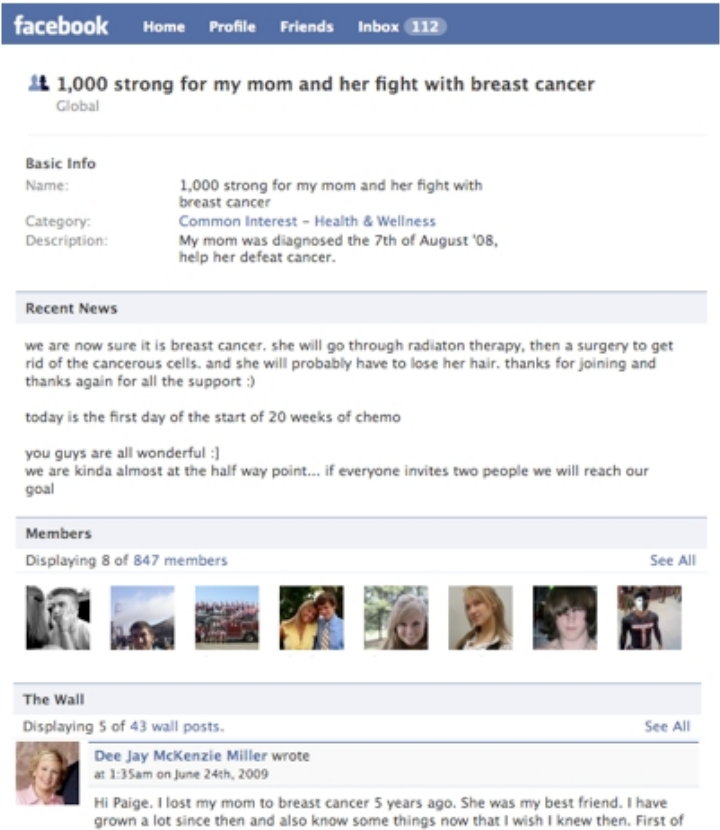 facebook Home Profile Friends Inbox 112
1,000 strong for my mom and her fight with breast cancer
Global
Basic Info
Name: 1,000 strong for my mom and her fight with
breast cancer
Category: Common Interest – Health & Wellness
Description: My mom was diagnosed the 7th of August '08,
help her defeat cancer.
Recent News
we are now sure it is breast cancer. she will go through radiaton therapy, then a surgery to get
rid of the cancerous cells. and she will probably have to lose her hair. thanks for joining and
thanks again for all the support :)
today is the first day of the start of 20 weeks of chemo
you guys are all wonderful :]
we are kinda almost at the half way point... if everyone invites two people we will reach our
goal
Members
Displaying 8 of 847 members See All
The Wall
Displaying 5 of 43 wall posts. See All
Dee Jay McKenzie Miller wrote
at 1:35am on June 24th, 2009
Hi Paige. I lost my mom to breast cancer 5 years ago. She was my best friend. I have
grown a lot since then and also know some things now that I wish I knew then. First of